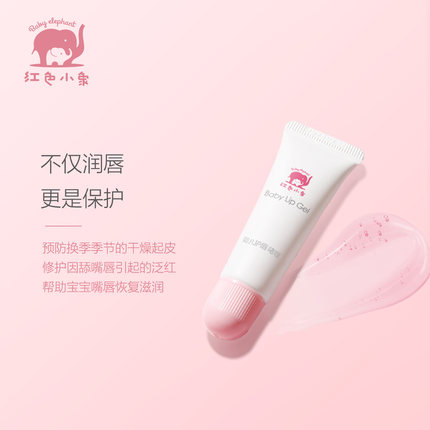 Baby elephant
红色小象
不仅润唇
更是保护
预防换季季节的干燥起皮
修护因舔嘴唇引起的泛红
帮助宝宝嘴唇恢复滋润
红色小象
Baby Lip Gel